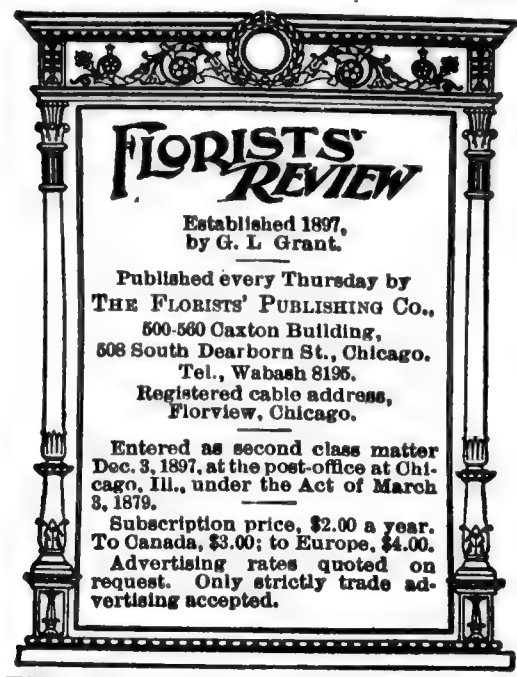 FLORISTS'
REVIEW
Established 1897,
by G. L Grant.
Published every Thursday by
THE FLORISTS' PUBLISHING CO.,
500-560 Caxton Building,
508 South Dearborn St., Chicago.
Tel., Wabash 8195.
Registered cable address,
Florview, Chicago.
Entered as second class matter
Dec. 3, 1897, at the post-office at Chi-
cago, Ill., under the Act of March
3, 1879.
Subscription price, $2.00 a year.
To Canada, $3.00; to Europe, $4.00.
Advertising rates quoted on
request. Only strictly trade ad-
vertising accepted.